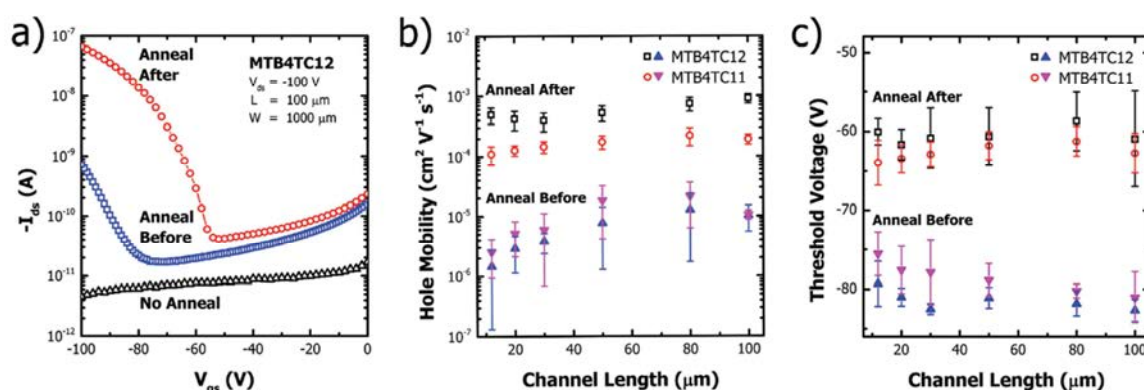 a)
-Ids (A)
10-7
10-8
10-9
10-10
10-11
10-12
Anneal
After
MTB4TC12
Vds = -100 V
L = 100 μm
W = 1000 μm
Anneal
Before
No Anneal
-100 -80 -60 -40 -20 0
Vgs (V)
b)
Hole Mobility (cm2 V-1 s-1)
10-2
10-3
10-4
10-5
10-6
10-7
MTB4TC12
MTB4TC11
Anneal After
Anneal Before
20 40 60 80 100
Channel Length (μm)
c)
Threshold Voltage (V)
-50
-60
-70
-80
MTB4TC12
MTB4TC11
Anneal After
Anneal Before
20 40 60 80 100
Channel Length (μm)